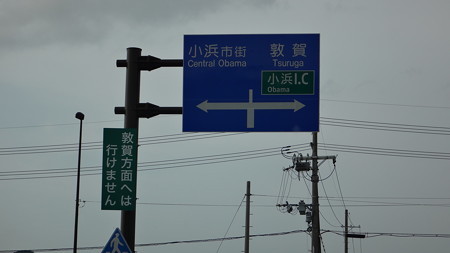 小浜市街
Central Obama
敦賀
Tsuruga
小浜I.C
Obama
敦賀方面へは
行けません